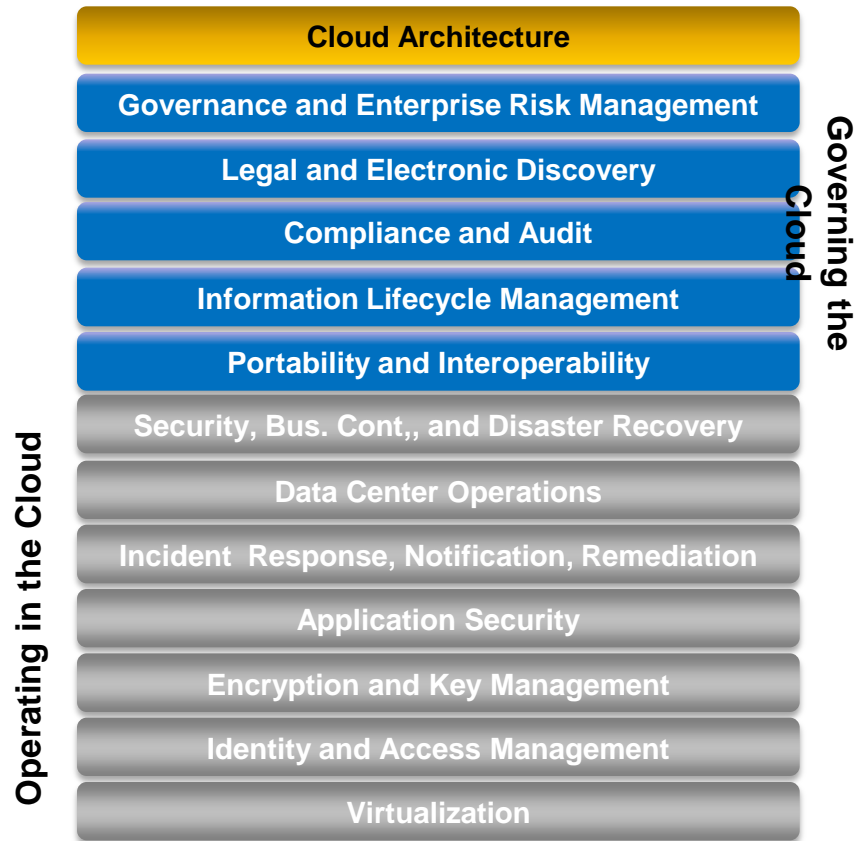 Cloud Architecture
Governance and Enterprise Risk Management
Legal and Electronic Discovery
Compliance and Audit
Information Lifecycle Management
Portability and Interoperability
Security, Bus. Cont,, and Disaster Recovery
Data Center Operations
Incident  Response, Notification, Remediation
Application Security
Encryption and Key Management
Identity and Access Management
Virtualization
Governing the
Cloud
Operating in the Cloud